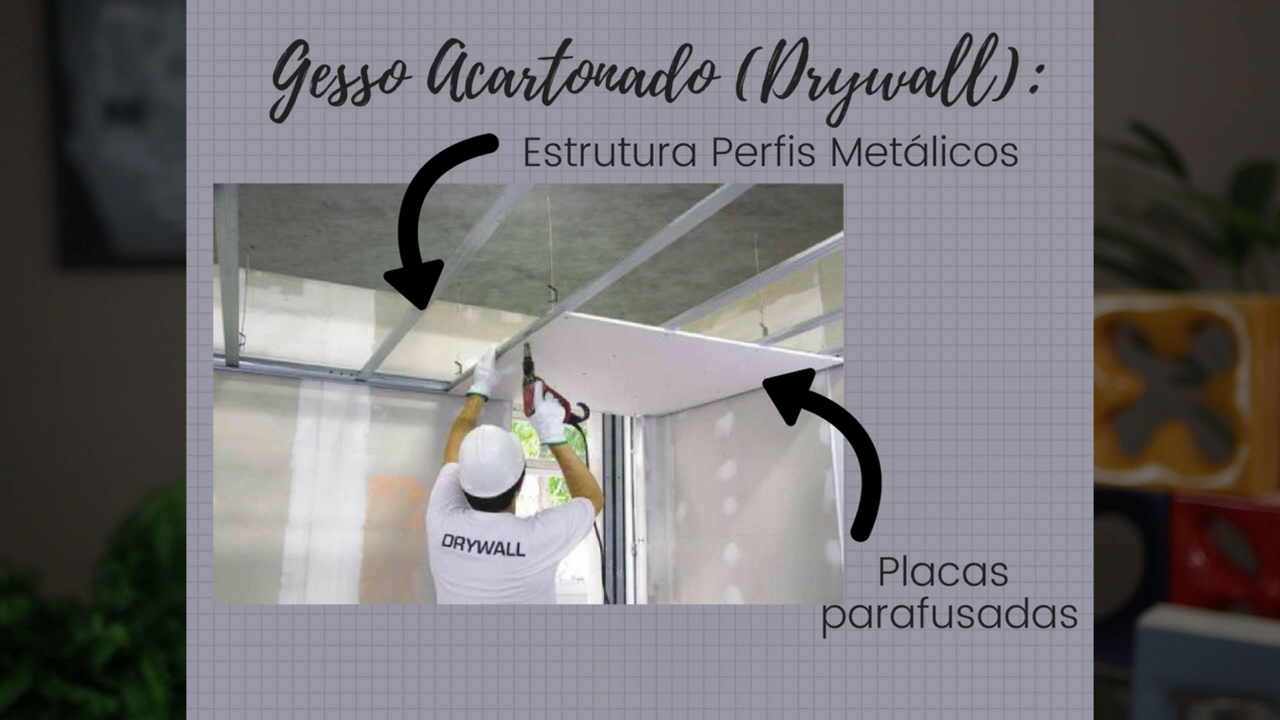 Gesso Acartonado (Drywall):
Estrutura Perfis Metálicos
DRYWALL
Placas
parafusadas